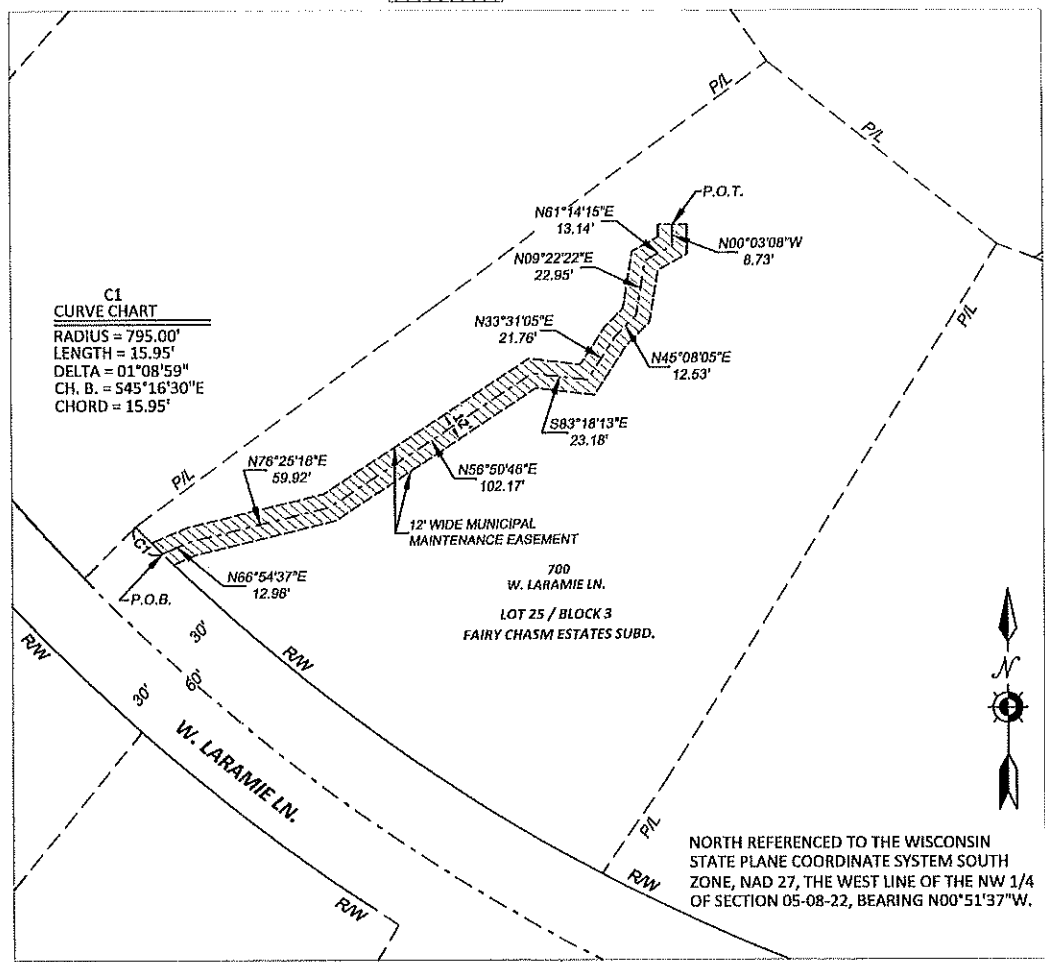 P/L
P/L
P.O.T.
N61°14'15"E
13.14'
N00°03'08"W
8.73'
N09°22'22"E
22.95'
C1
CURVE CHART
RADIUS = 795.00'
LENGTH = 15.95'
DELTA = 01°08'59"
CH. B. = S45°16'30"E
CHORD = 15.95'
N33°31'05"E
21.76'
P/L
N45°08'05"E
12.53'
S83°18'13"E
23.18'
12'
N76°25'18"E
59.92'
N56°50'46"E
102.17'
P/L
12' WIDE MUNICIPAL
MAINTENANCE EASEMENT
C1
N66°54'37"E
12.98'
P.O.B.
700
W. LARAMIE LN.
LOT 25 / BLOCK 3
FAIRY CHASM ESTATES SUBD.
30'
R/W
R/W
60'
30'
N
W. LARAMIE LN.
P/L
R/W
R/W
NORTH REFERENCED TO THE WISCONSIN
STATE PLANE COORDINATE SYSTEM SOUTH
ZONE, NAD 27, THE WEST LINE OF THE NW 1/4
OF SECTION 05-08-22, BEARING N00°51'37"W.